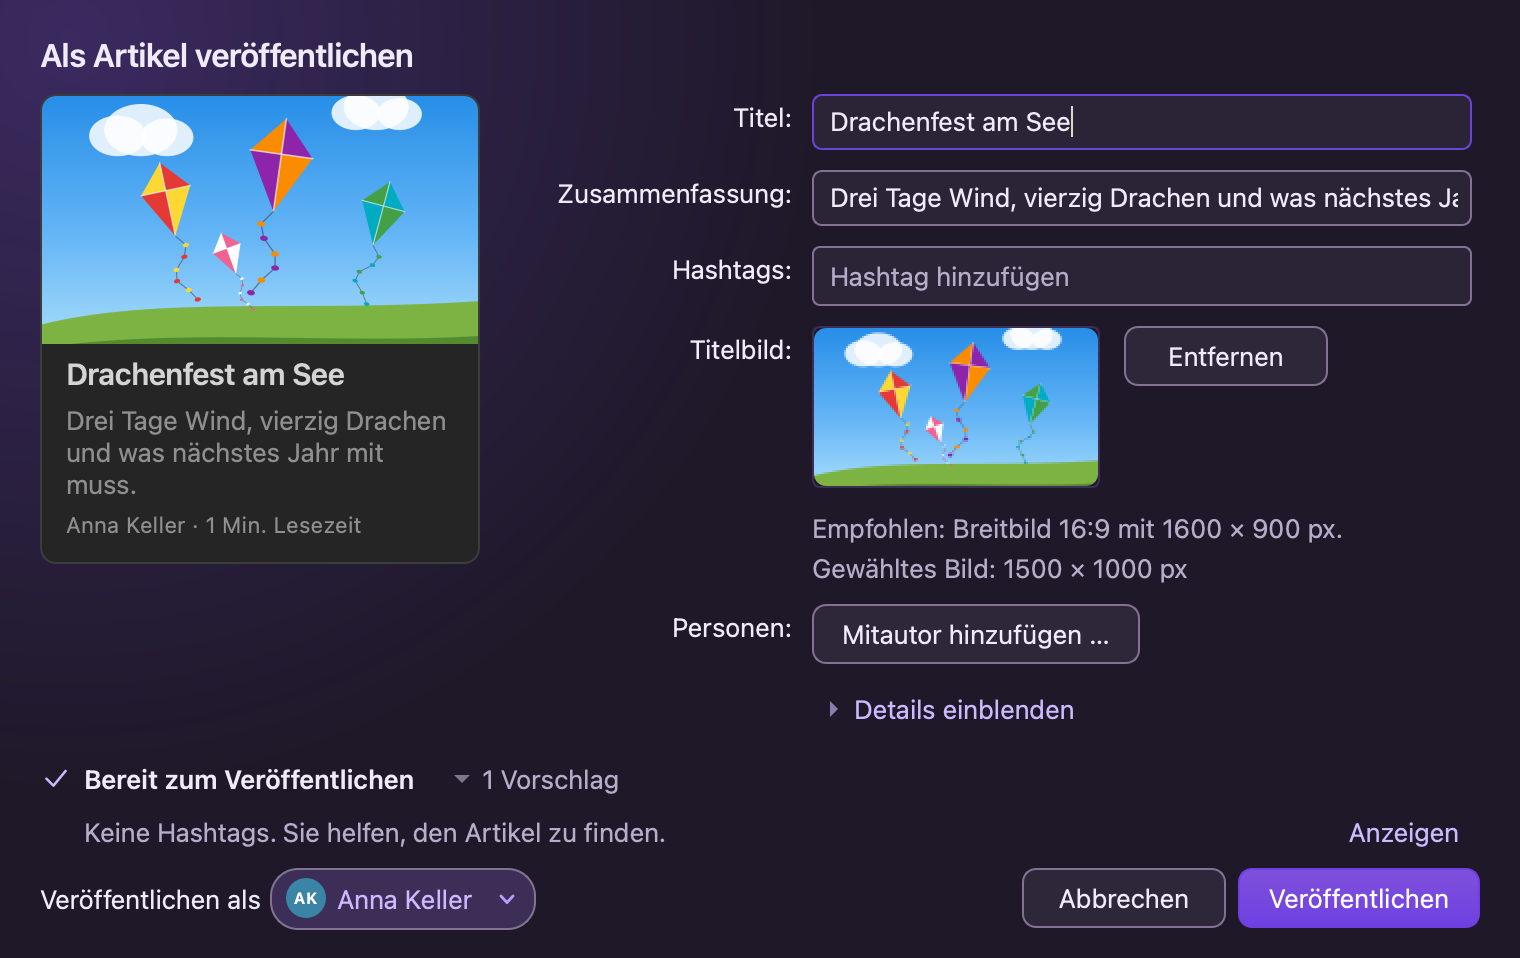 Als Artikel veröffentlichen
Drachenfest am See
Drei Tage Wind, vierzig Drachen
und was nächstes Jahr mit
muss.
Anna Keller · 1 Min. Lesezeit
Titel:
Drachenfest am See
Zusammenfassung:
Drei Tage Wind, vierzig Drachen und was nächstes
Hashtags:
Hashtag hinzufügen
Titelbild:
Entfernen
Empfohlen: Breitbild 16:9 mit 1600 × 900 px.
Gewähltes Bild: 1500 × 1000 px
Personen:
Mitautor hinzufügen ...
Details einblenden
Bereit zum Veröffentlichen
1 Vorschlag
Keine Hashtags. Sie helfen, den Artikel zu finden.
Anzeigen
Veröffentlichen als
AK
Anna Keller
Abbrechen
Veröffentlichen